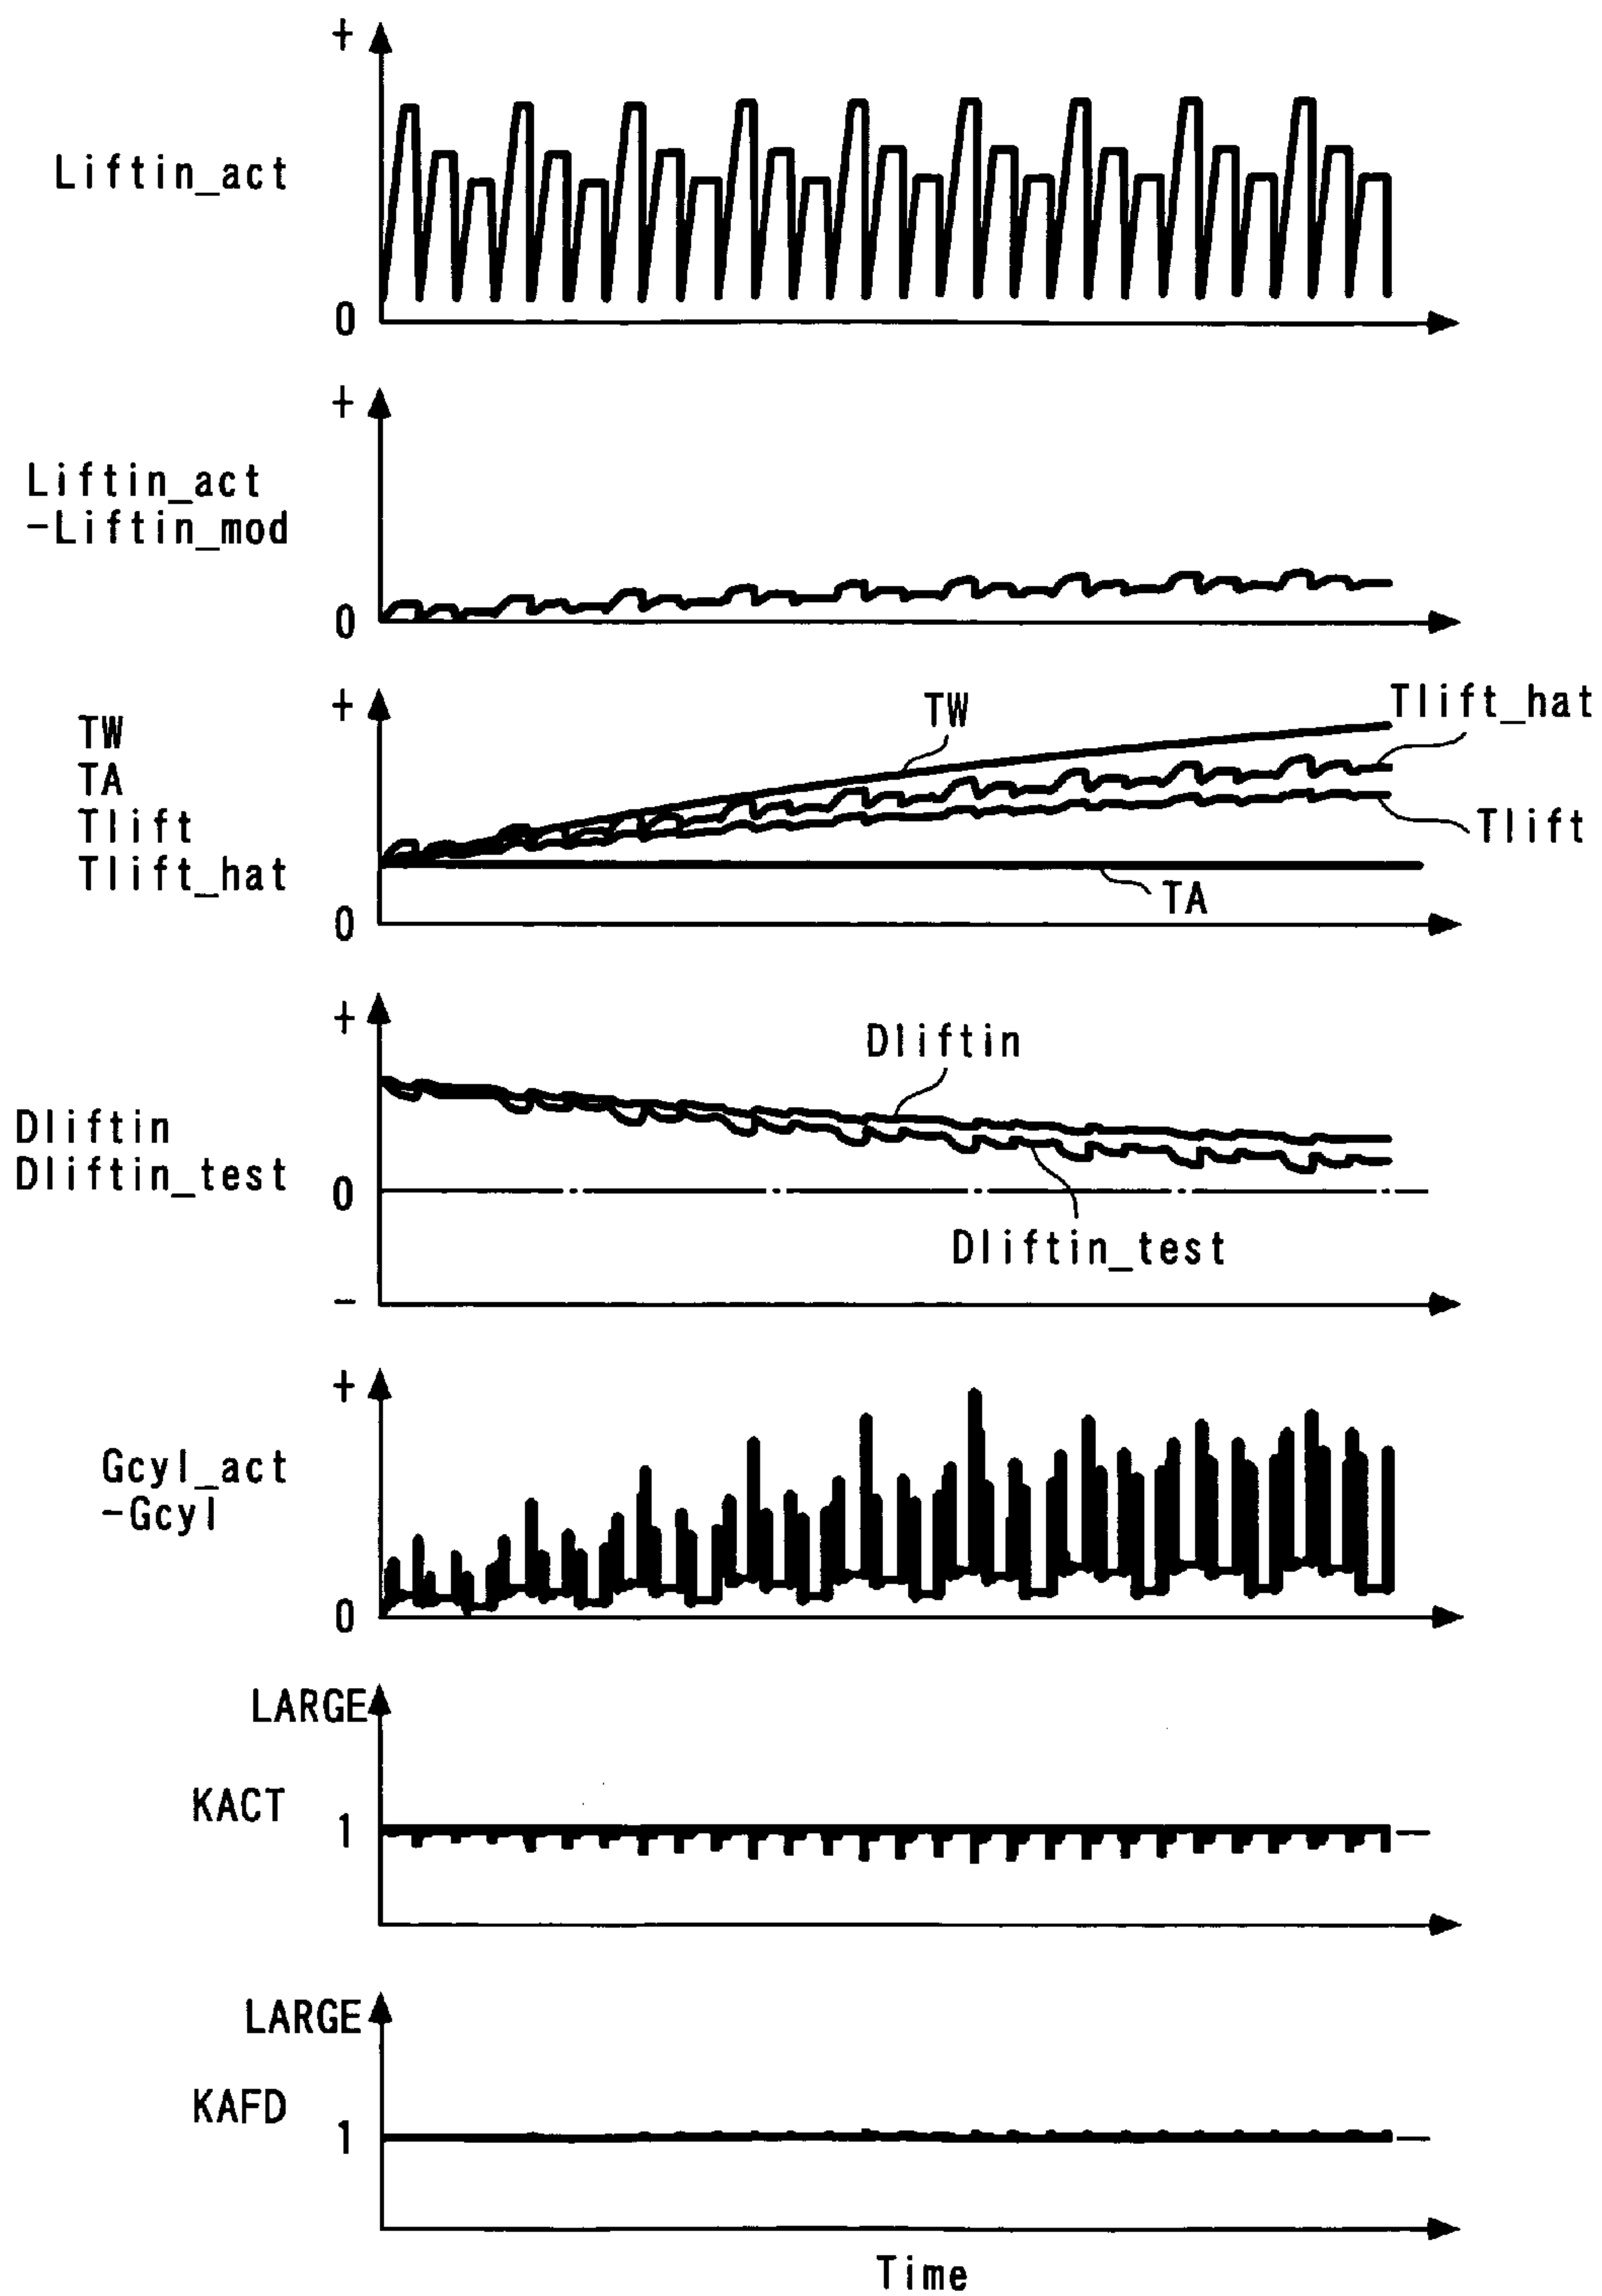 +
Liftin_act
0
+
Liftin_act
-Liftin_mod
0
+
TW
TA
Tlift
Tlift_hat
0
TW
Tlift_hat
Tlift
TA
+
Dliftin
Dliftin
Dliftin_test
0
Dliftin_test
-
+
Gcyl_act
-Gcyl
0
LARGE
KACT
1
LARGE
KAFD
1
Time